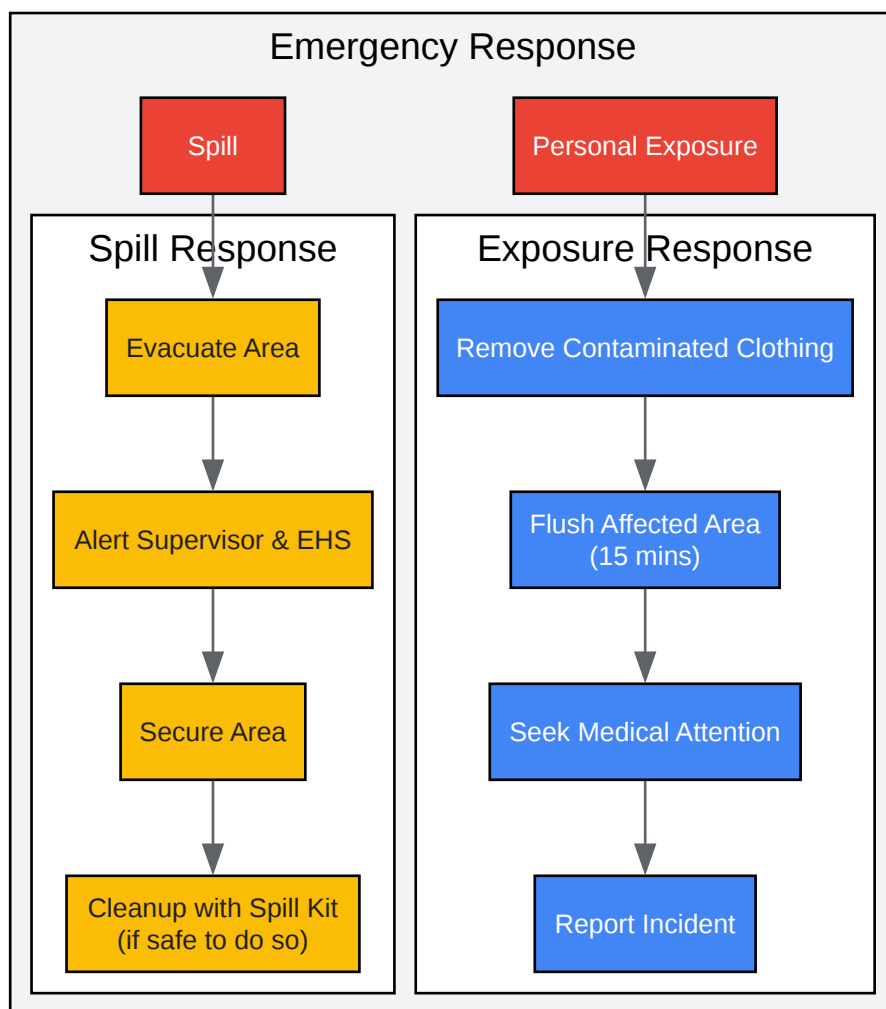 Emergency Response
Spill
Personal Exposure
Spill Response
Evacuate Area
Alert Supervisor & EHS
Secure Area
Cleanup with Spill Kit
(if safe to do so)
Exposure Response
Remove Contaminated Clothing
Flush Affected Area
(15 mins)
Seek Medical Attention
Report Incident